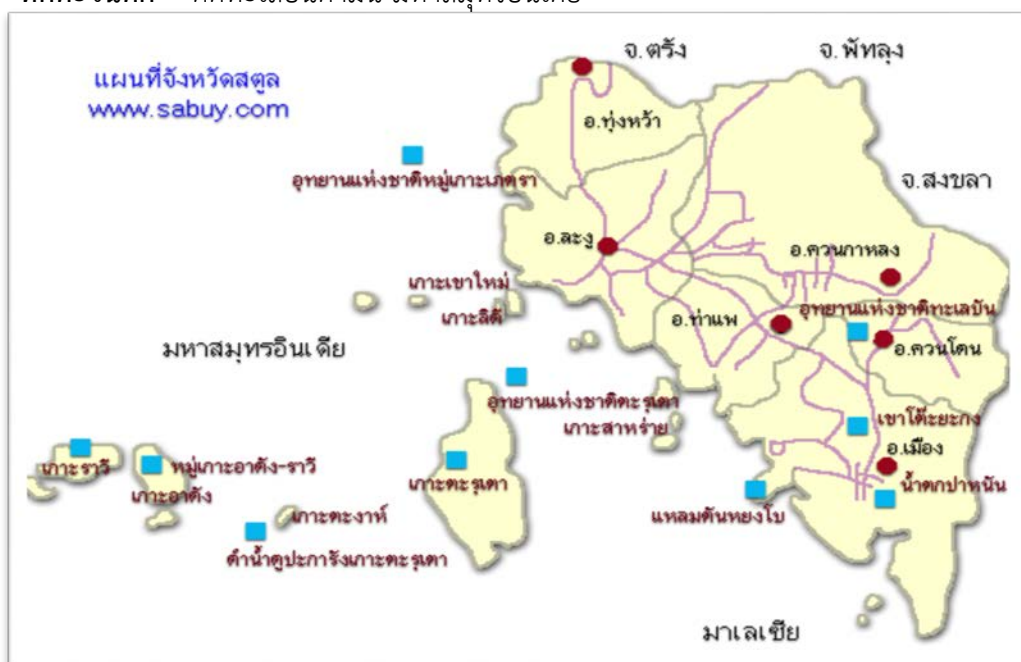 แผนที่จังหวัดสตูล
www.sabuy.com
จ.ตรัง
จ.พัทลุง
อ.ทุ่งหว้า
อุทยานแห่งชาติหมู่เกาะเภตรา
จ.สงขลา
อ.ละงู
อ.ควนกาหลง
เกาะเขาใหญ่
เกาะลิดี
อ.ท่าแพ
อุทยานแห่งชาติทะเลบัน
มหาสมุทรอินเดีย
อ.ควนโดน
อุทยานแห่งชาติตะรุเตา
เกาะสาหร่าย
เขาโต๊ะยะกง
อ.เมือง
เกาะราวี
หมู่เกาะอาดัง-ราวี
เกาะตะรุเตา
น้ำตกปาหนัน
เกาะอาดัง
เกาะตะงาห์
แหลมตันหยงโป
ดำน้ำดูปะการังเกาะตะรุเตา
มาเลเซีย